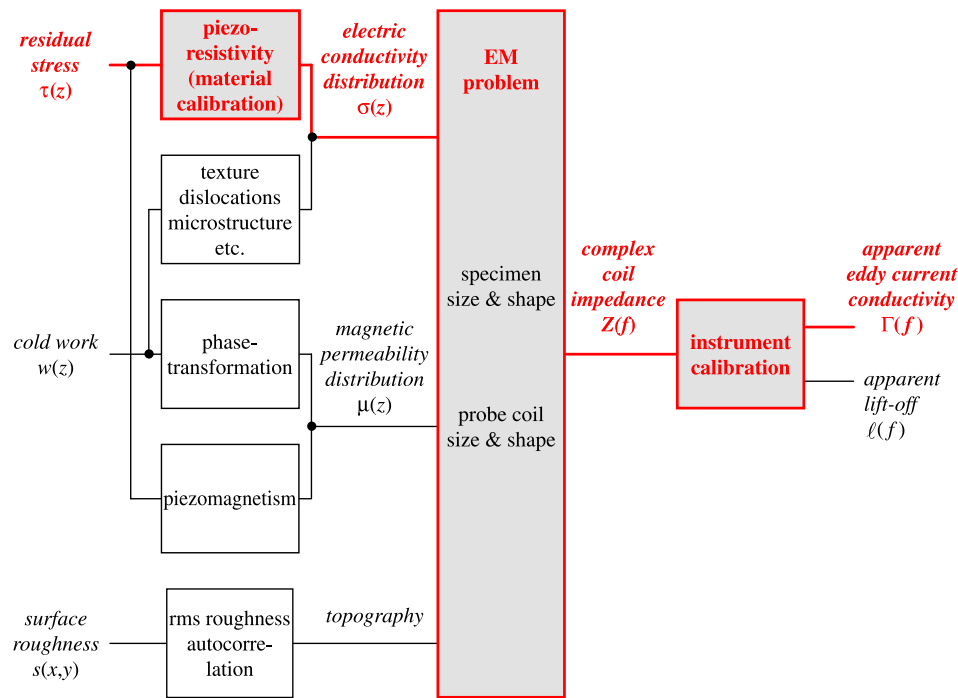 residual
stress
τ(z)
piezo-
resistivity
(material
calibration)
electric
conductivity
distribution
σ(z)
EM
problem
texture
dislocations
microstructure
etc.
cold work
w(z)
phase-
transformation
magnetic
permeability
distribution
μ(z)
piezomagnetism
specimen
size & shape
probe coil
size & shape
complex
coil
impedance
Z(f)
instrument
calibration
apparent
eddy current
conductivity
Γ(f)
apparent
lift-off
ℓ(f)
surface
roughness
s(x,y)
rms roughness
autocorre-
lation
topography